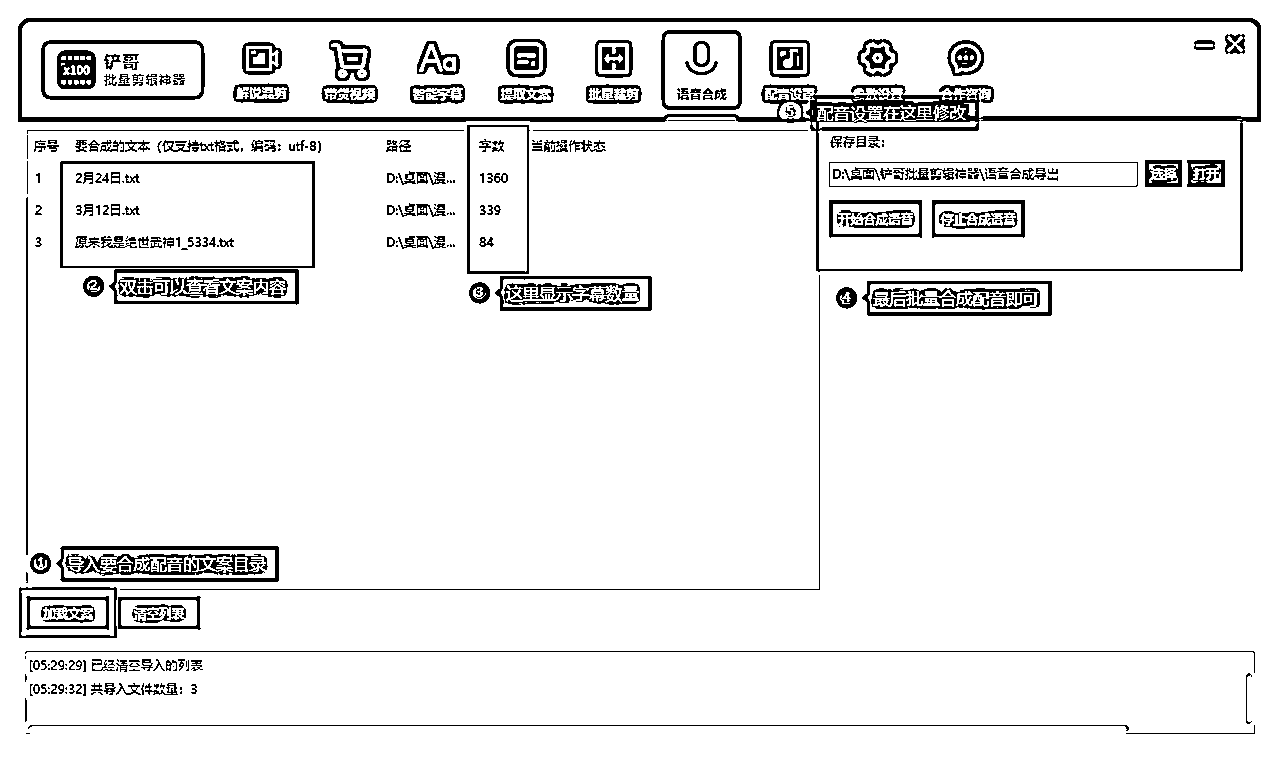 X100
铲哥
批量剪辑神器
解说混剪
带货视频
智能字幕
提取文案
批量裁剪
语音合成
配音设置
参数设置
合作咨询
⑤ 配音设置在这里修改
序号 要合成的文本（仅支持txt格式，编码：utf-8） 路径 字数 当前操作状态
1 2月24日.txt D:\桌面\混... 1360
2 3月12日.txt D:\桌面\混... 339
3 原来我是绝世武神1_5334.txt D:\桌面\混... 84
② 双击可以查看文案内容
③ 这里显示字幕数量
保存目录：
D:\桌面\铲哥批量剪辑神器\语音合成导出 选择 打开
开始合成语音 停止合成语音
④ 最后批量合成配音即可
① 导入要合成配音的文案目录
加载文案 清空列表
[05:29:29] 已经清空导入的列表
[05:29:32] 共导入文件数量：3